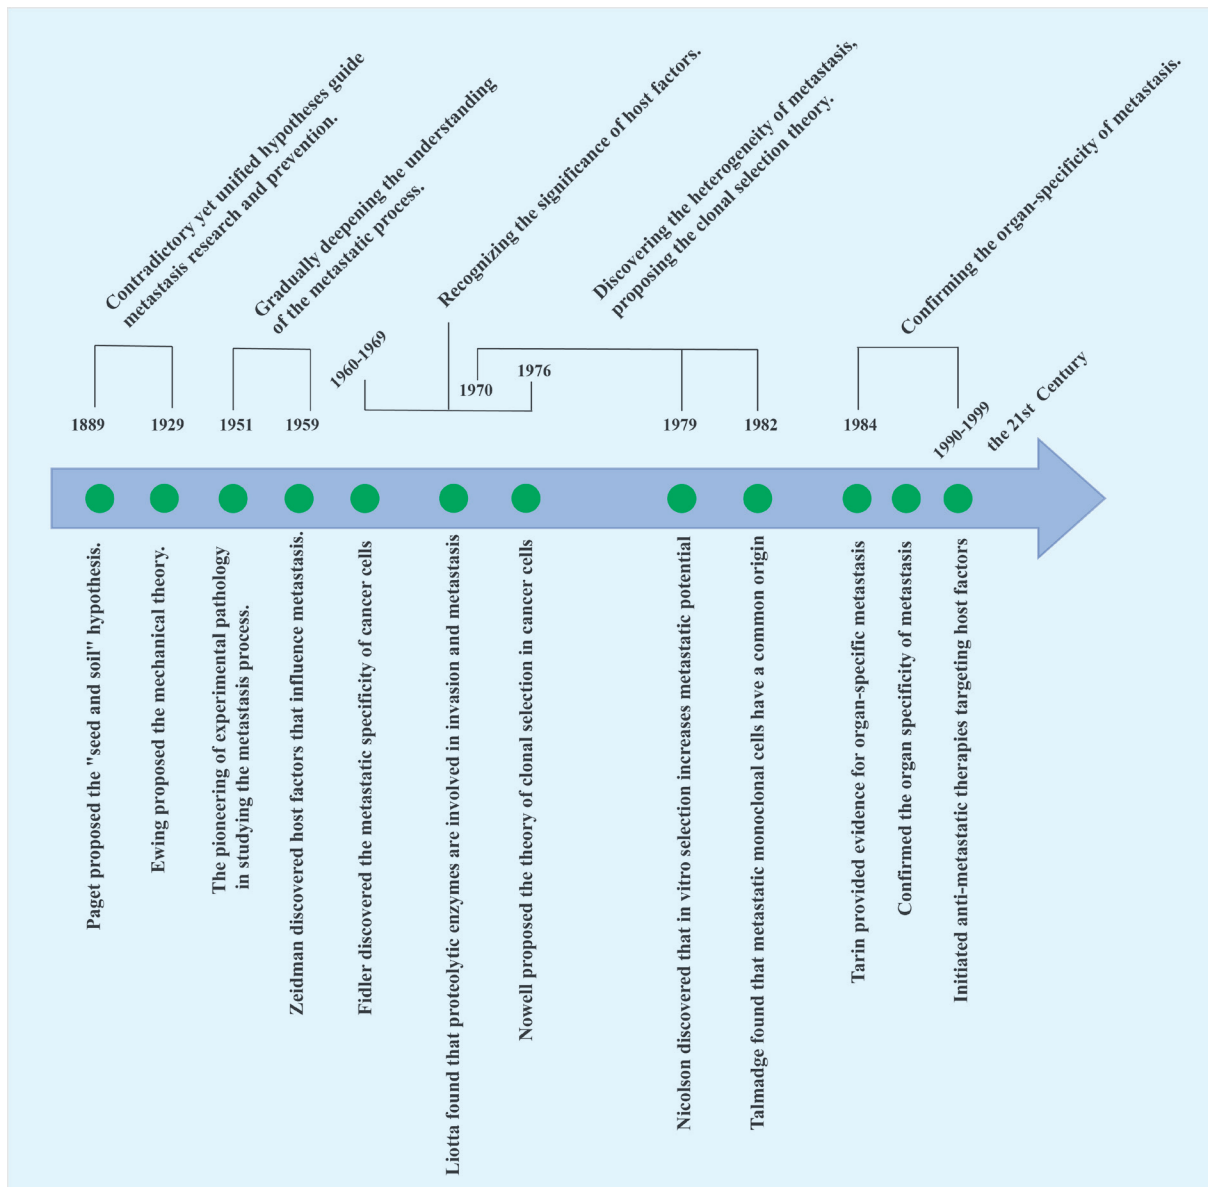 Contradictory yet unified hypotheses guide
metastasis research and prevention.
Gradually deepening the understanding
of the metastatic process.
Recognizing the significance of host factors.
Discovering the heterogeneity of metastasis,
proposing the clonal selection theory.
Confirming the organ-specificity of metastasis.
1889
1929
1951
1959
1960-1969
1970
1976
1979
1982
1984
1990-1999
the 21st Century
Paget proposed the "seed and soil" hypothesis.
Ewing proposed the mechanical theory.
The pioneering of experimental pathology
in studying the metastasis process.
Zeidman discovered host factors that influence metastasis.
Fidler discovered the metastatic specificity of cancer cells
Liotta found that proteolytic enzymes are involved in invasion and metastasis
Nowell proposed the theory of clonal selection in cancer cells
Nicolson discovered that in vitro selection increases metastatic potential
Talmadge found that metastatic monoclonal cells have a common origin
Tarin provided evidence for organ-specific metastasis
Confirmed the organ specificity of metastasis
Initiated anti-metastatic therapies targeting host factors